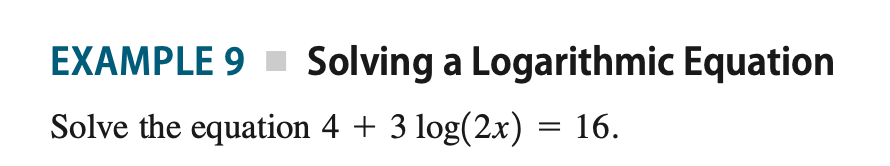 EXAMPLE 9 ■ Solving a Logarithmic Equation
Solve the equation 4 + 3 log(2x) = 16.